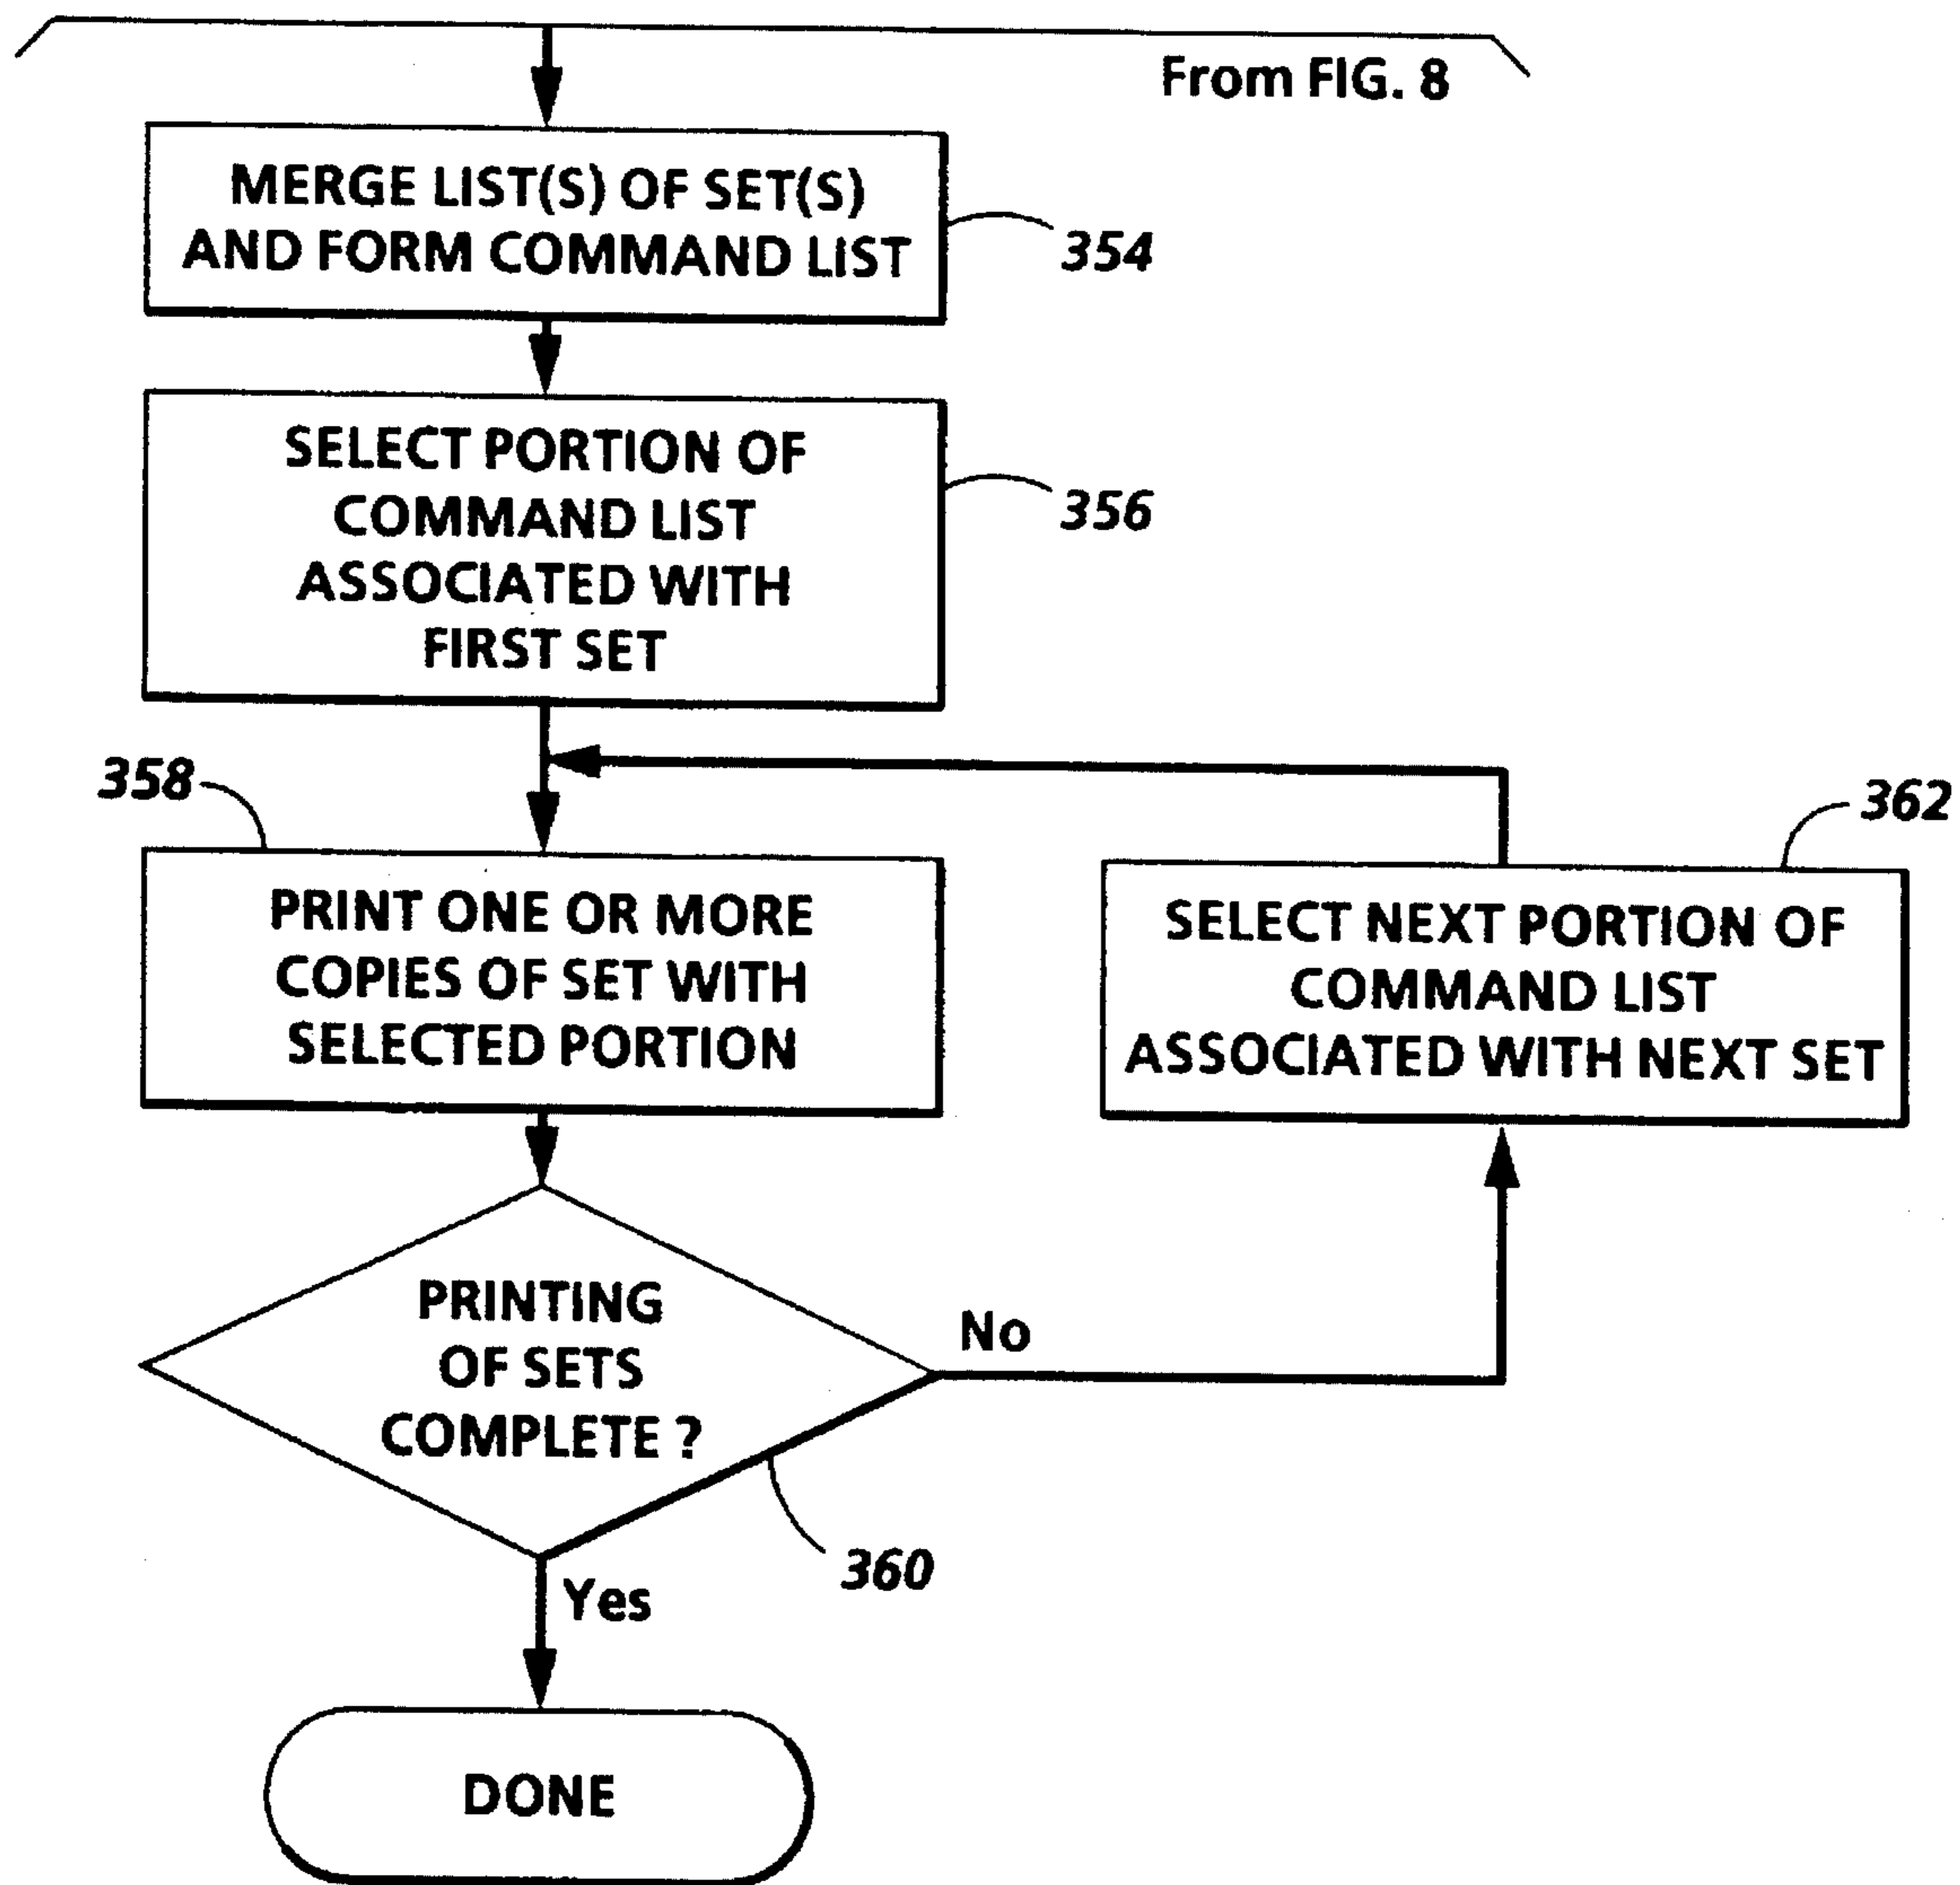 From FIG. 8
MERGE LIST(S) OF SET(S)
AND FORM COMMAND LIST
354
SELECT PORTION OF
COMMAND LIST
ASSOCIATED WITH
FIRST SET
356
358
PRINT ONE OR MORE
COPIES OF SET WITH
SELECTED PORTION
362
SELECT NEXT PORTION OF
COMMAND LIST
ASSOCIATED WITH NEXT SET
PRINTING
OF SETS
COMPLETE ?
No
360
Yes
DONE